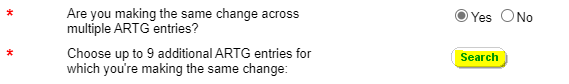 * Are you making the same change across Yes No
multiple ARTG entries?
* Choose up to 9 additional ARTG entries for Search
which you're making the same change: